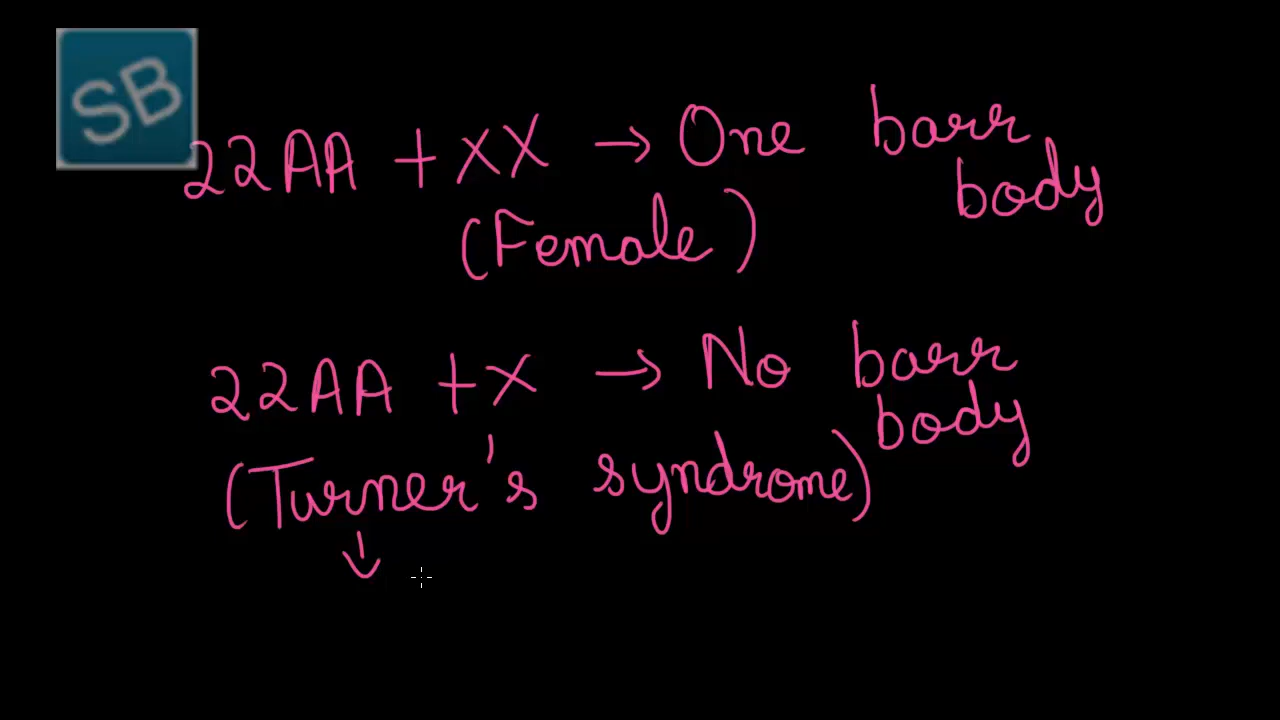 SB
22AA + XX → One barr body
(Female)
22AA + X → No barr body
(Turner's syndrome)
↓